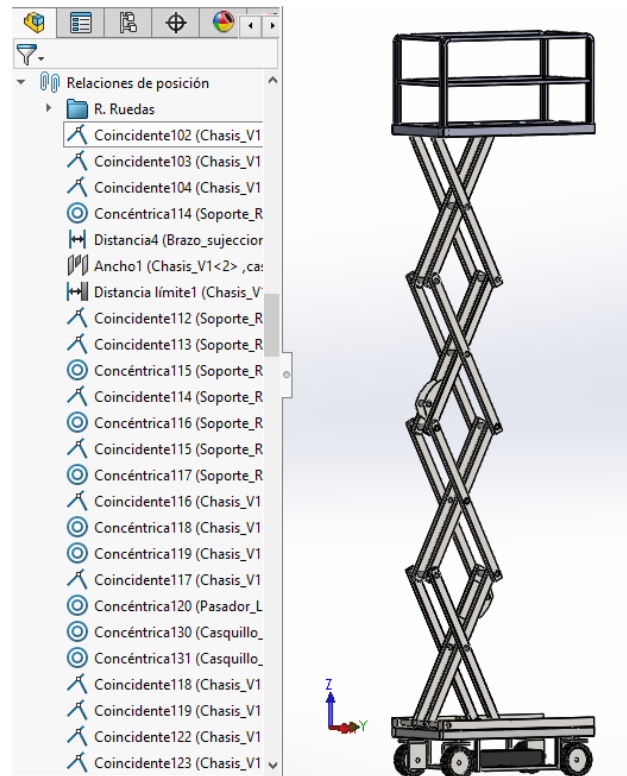 Relaciones de posición
R. Ruedas
Coincidente102 (Chasis_V1
Coincidente103 (Chasis_V1
Coincidente104 (Chasis_V1
Concéntrica114 (Soporte_R
Distancia4 (Brazo_sujeccior
Ancho1 (Chasis_V1<2> ,cas
Distancia límite1 (Chasis_V
Coincidente112 (Soporte_R
Coincidente113 (Soporte_R
Concéntrica115 (Soporte_R
Coincidente114 (Soporte_R
Concéntrica116 (Soporte_R
Coincidente115 (Soporte_R
Concéntrica117 (Soporte_R
Coincidente116 (Chasis_V1
Concéntrica118 (Chasis_V1
Concéntrica119 (Chasis_V1
Coincidente117 (Chasis_V1
Concéntrica120 (Pasador_L
Concéntrica130 (Casquillo_
Concéntrica131 (Casquillo_
Coincidente118 (Chasis_V1
Coincidente119 (Chasis_V1
Coincidente122 (Chasis_V1
Coincidente123 (Chasis_V1
Z
Y